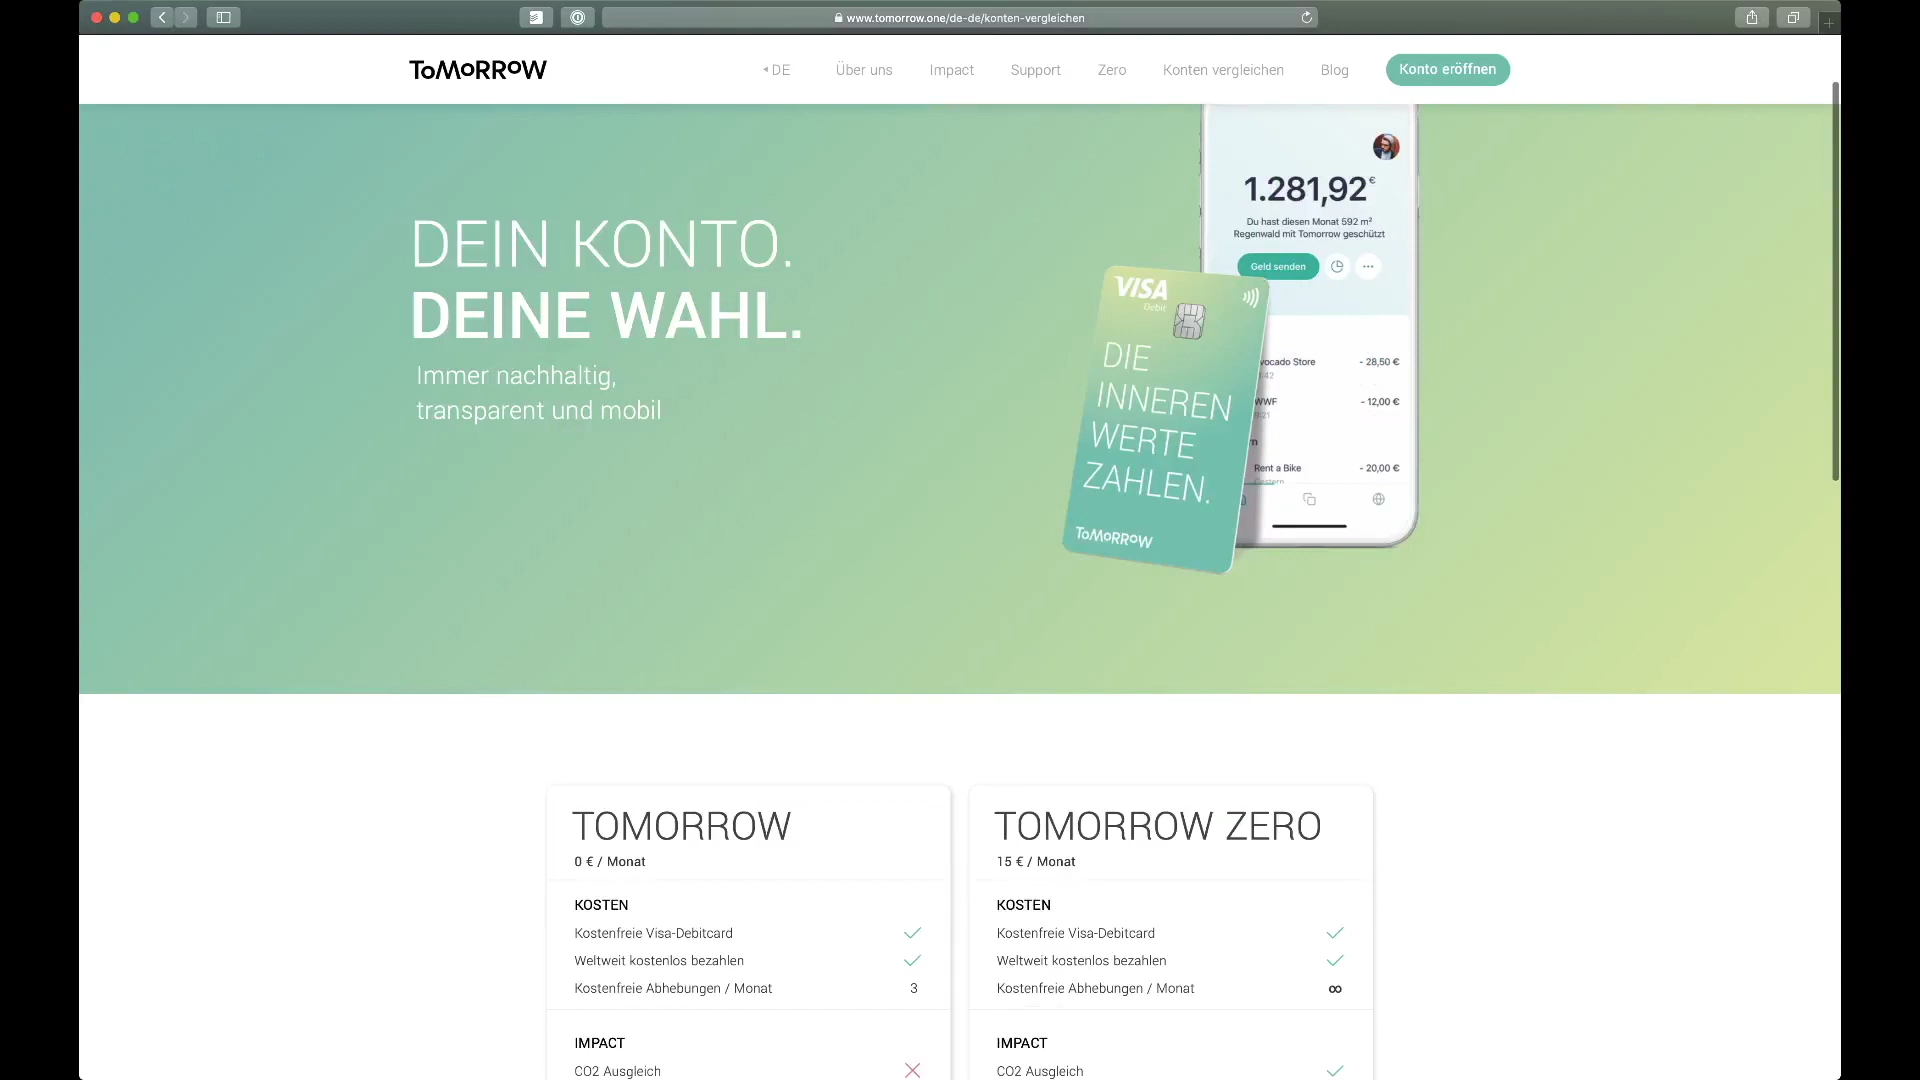 www.tomorrow.one/de-de/konten-vergleichen
ToMoRRoW
DE Über uns Impact Support Zero Konten vergleichen Blog Konto eröffnen
DEIN KONTO.
DEINE WAHL.
Immer nachhaltig,
transparent und mobil
1.281,92 €
Du hast diesen Monat 592 m²
Regenwald mit Tomorrow geschützt
Geld senden
vocado Store - 28,50 €
WWF - 12,00 €
Rent a Bike - 20,00 €
Gestern
VISA
Debit
DIE
INNEREN
WERTE
ZAHLEN.
ToMoRRoW
TOMORROW
0 € / Monat
KOSTEN
Kostenfreie Visa-Debitcard
Weltweit kostenlos bezahlen
Kostenfreie Abhebungen / Monat 3
IMPACT
CO2 Ausgleich
TOMORROW ZERO
15 € / Monat
KOSTEN
Kostenfreie Visa-Debitcard
Weltweit kostenlos bezahlen
Kostenfreie Abhebungen / Monat ∞
IMPACT
CO2 Ausgleich